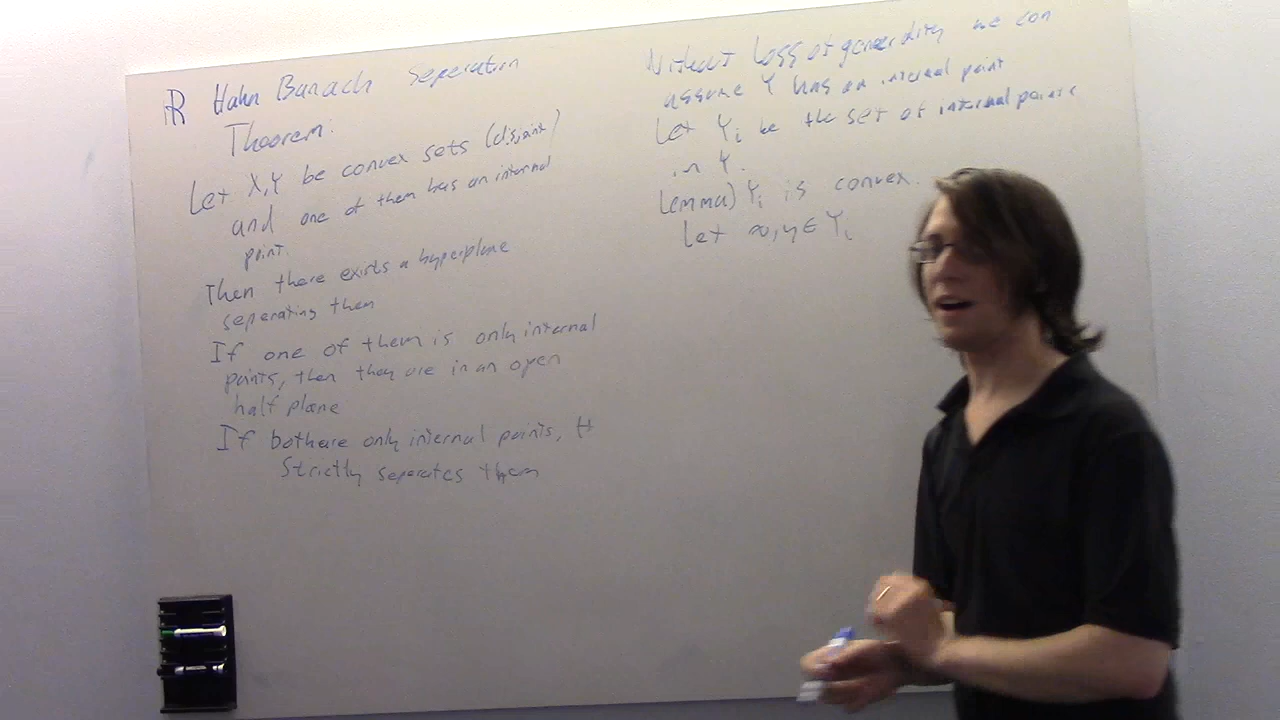 ℝ Hahn Banach Seperation
Theorem:
Let X,Y be convex sets (disjoint)
and one of them has an internal
point.
Then there exists a hyperplane
seperating them
If one of them is only internal
points, then they are in an open
half plane
If both are only internal points, it
Strictly seperates them
Without loss of generality we can
assume Y has an internal point
Let Yi be the set of internal points
in Y.
Lemma) Yi is convex.
Let x, y ∈ Yi